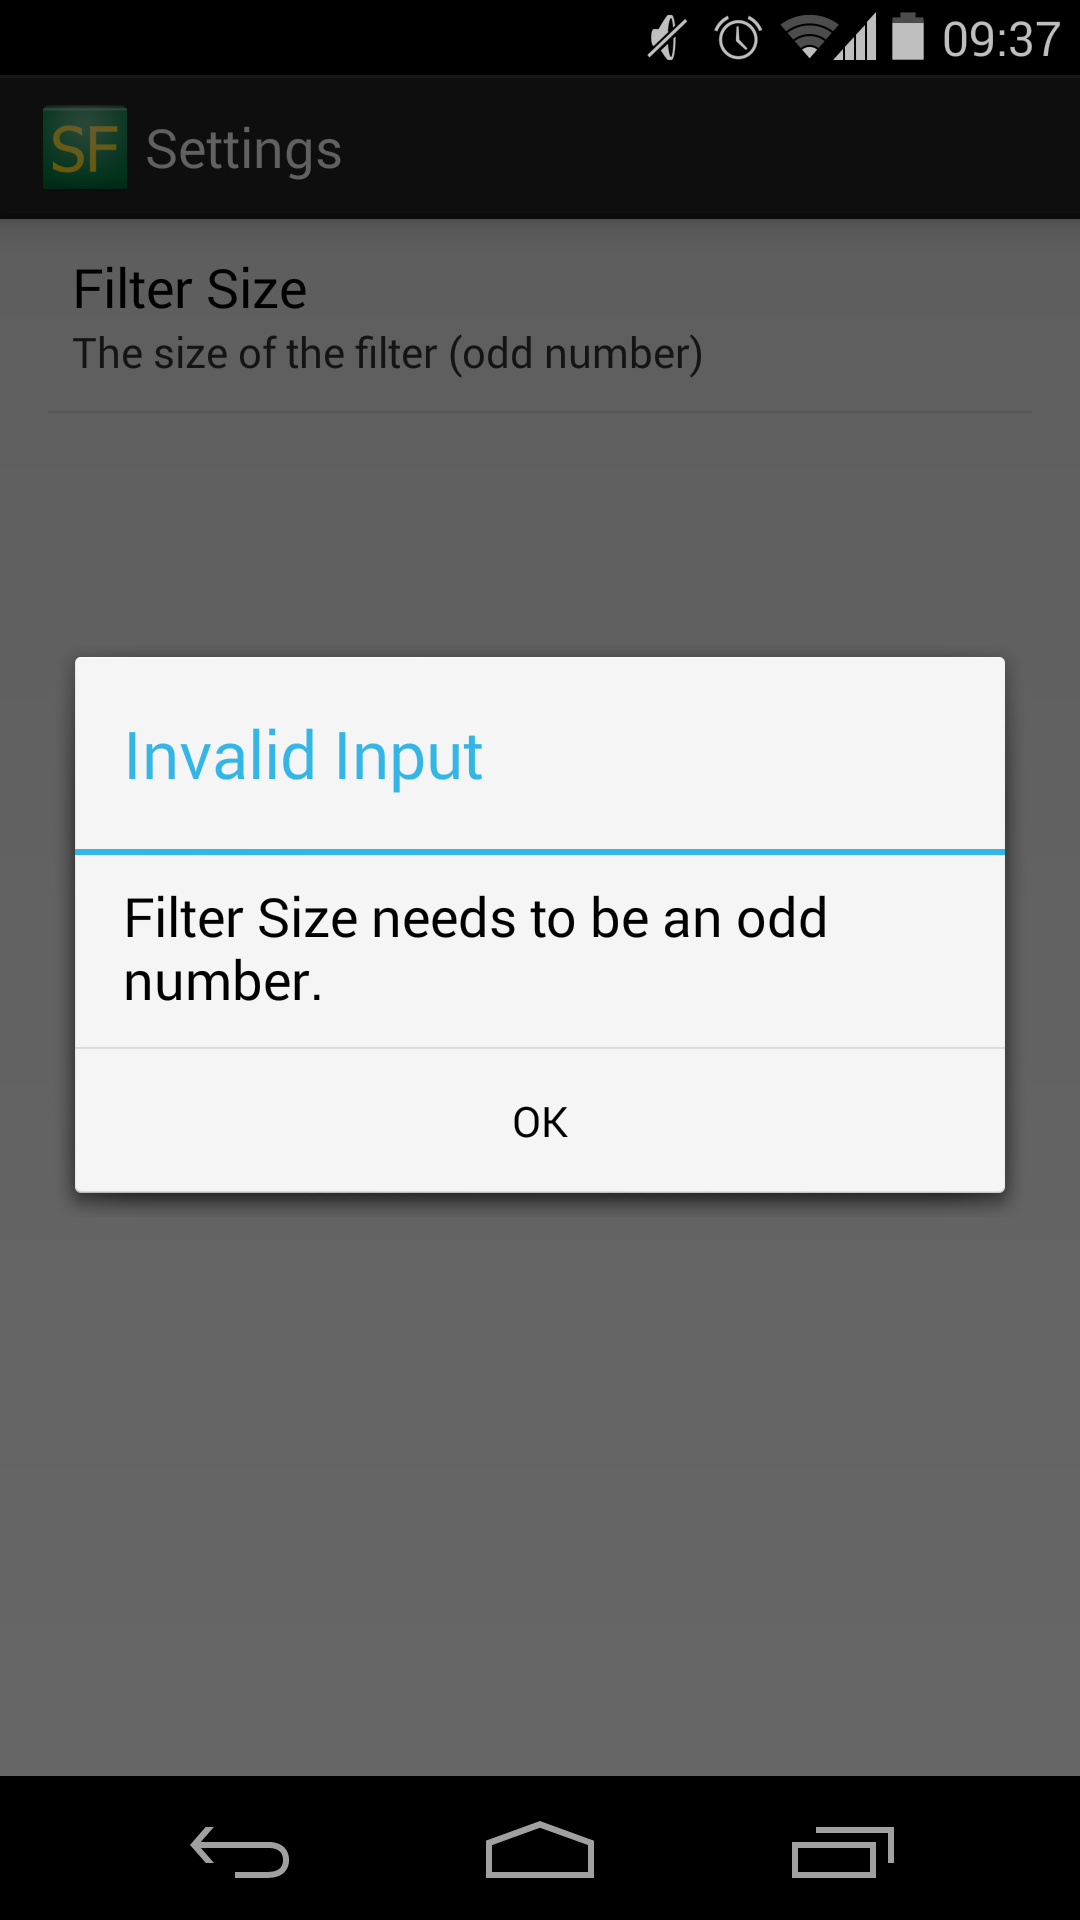 09:37
SF Settings
Filter Size
The size of the filter (odd number)
Invalid Input
Filter Size needs to be an odd
number.
OK